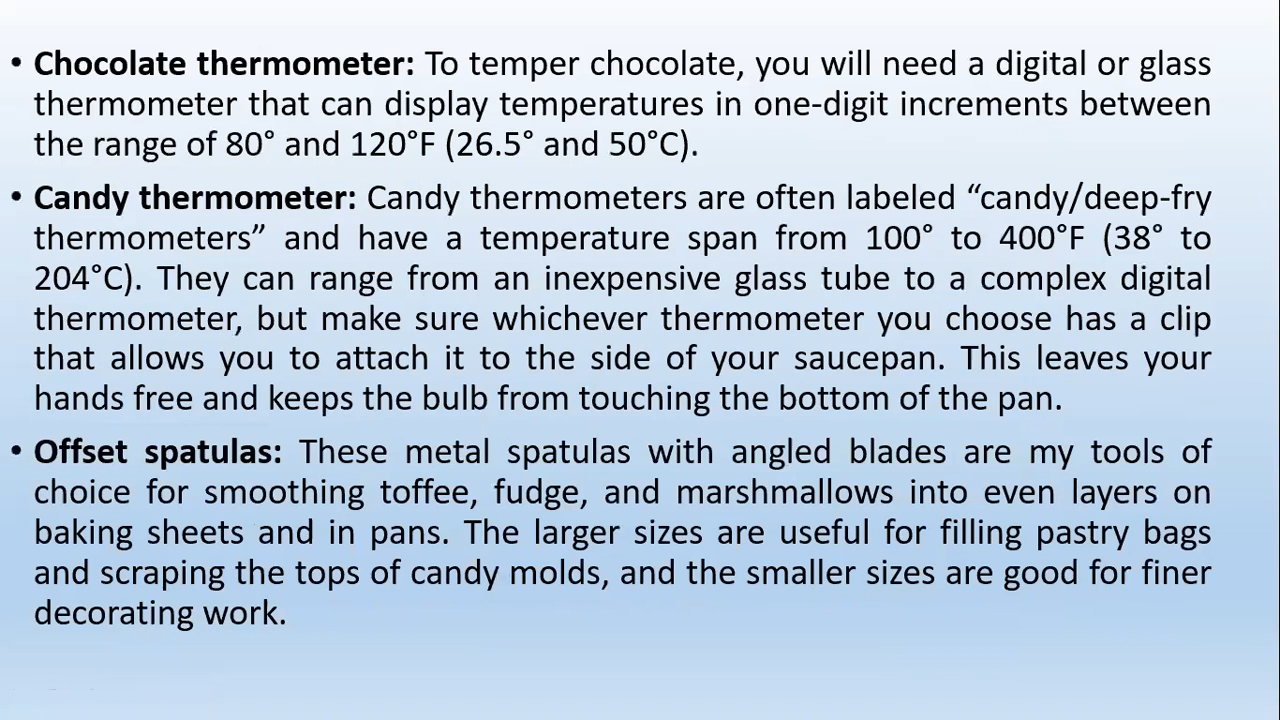 • Chocolate thermometer: To temper chocolate, you will need a digital or glass
thermometer that can display temperatures in one-digit increments between
the range of 80° and 120°F (26.5° and 50°C).
• Candy thermometer: Candy thermometers are often labeled “candy/deep-fry
thermometers” and have a temperature span from 100° to 400°F (38° to
204°C). They can range from an inexpensive glass tube to a complex digital
thermometer, but make sure whichever thermometer you choose has a clip
that allows you to attach it to the side of your saucepan. This leaves your
hands free and keeps the bulb from touching the bottom of the pan.
• Offset spatulas: These metal spatulas with angled blades are my tools of
choice for smoothing toffee, fudge, and marshmallows into even layers on
baking sheets and in pans. The larger sizes are useful for filling pastry bags
and scraping the tops of candy molds, and the smaller sizes are good for finer
decorating work.